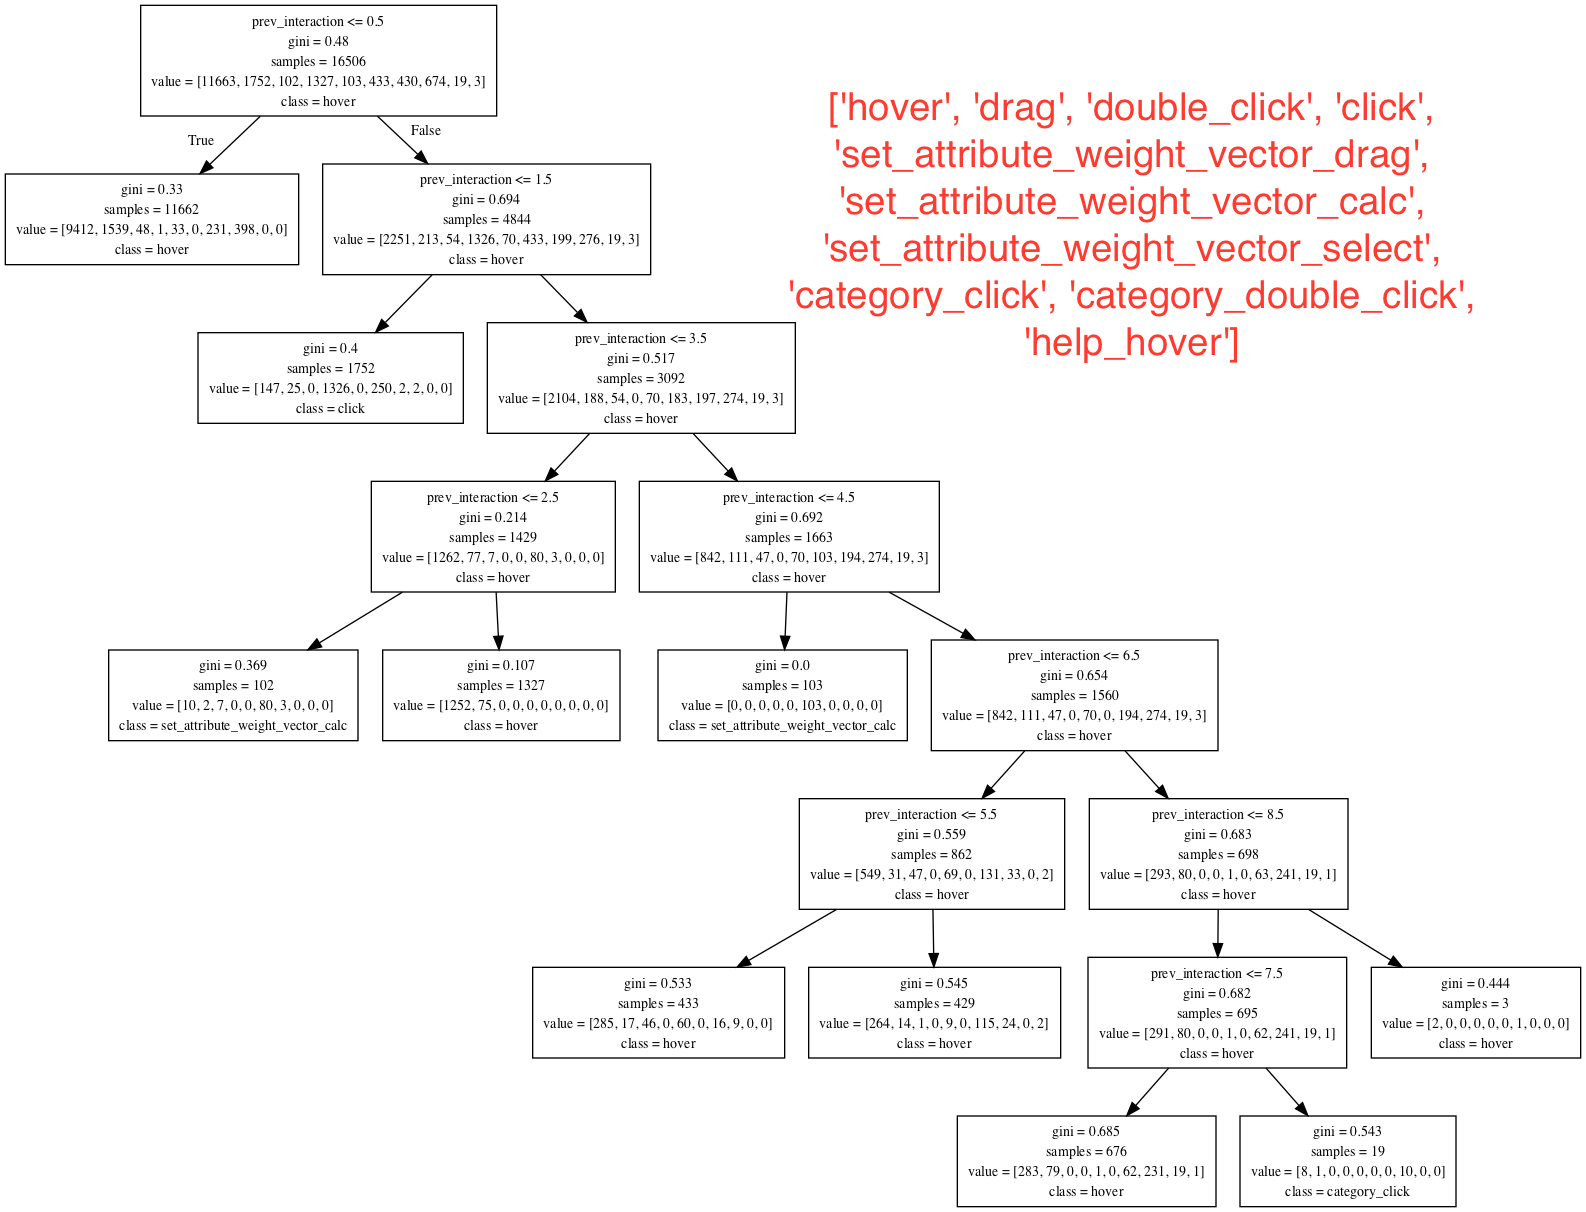 prev_interaction <= 0.5
gini = 0.48
samples = 16506
value = [11663, 1752, 102, 1327, 103, 433, 430, 674, 19, 3]
class = hover
True
False
['hover', 'drag', 'double_click', 'click',
'set_attribute_weight_vector_drag',
'set_attribute_weight_vector_calc',
'set_attribute_weight_vector_select',
'category_click', 'category_double_click',
'help_hover']
gini = 0.33
samples = 11662
value = [9412, 1539, 48, 1, 33, 0, 231, 398, 0, 0]
class = hover
prev_interaction <= 1.5
gini = 0.694
samples = 4844
value = [2251, 213, 54, 1326, 70, 433, 199, 276, 19, 3]
class = hover
gini = 0.4
samples = 1752
value = [147, 25, 0, 1326, 0, 250, 2, 2, 0, 0]
class = click
prev_interaction <= 3.5
gini = 0.517
samples = 3092
value = [2104, 188, 54, 0, 70, 183, 197, 274, 19, 3]
class = hover
prev_interaction <= 2.5
gini = 0.214
samples = 1429
value = [1262, 77, 7, 0, 0, 80, 3, 0, 0, 0]
class = hover
prev_interaction <= 4.5
gini = 0.692
samples = 1663
value = [842, 111, 47, 0, 70, 103, 194, 274, 19, 3]
class = hover
gini = 0.369
samples = 102
value = [10, 2, 7, 0, 0, 80, 3, 0, 0, 0]
class = set_attribute_weight_vector_calc
gini = 0.107
samples = 1327
value = [1252, 75, 0, 0, 0, 0, 0, 0, 0, 0]
class = hover
gini = 0.0
samples = 103
value = [0, 0, 0, 0, 0, 103, 0, 0, 0, 0]
class = set_attribute_weight_vector_calc
prev_interaction <= 6.5
gini = 0.654
samples = 1560
value = [842, 111, 47, 0, 70, 0, 194, 274, 19, 3]
class = hover
prev_interaction <= 5.5
gini = 0.559
samples = 862
value = [549, 31, 47, 0, 69, 0, 131, 33, 0, 2]
class = hover
prev_interaction <= 8.5
gini = 0.683
samples = 698
value = [293, 80, 0, 0, 1, 0, 63, 241, 19, 1]
class = hover
gini = 0.533
samples = 433
value = [285, 17, 46, 0, 60, 0, 16, 9, 0, 0]
class = hover
gini = 0.545
samples = 429
value = [264, 14, 1, 0, 9, 0, 115, 24, 0, 2]
class = hover
prev_interaction <= 7.5
gini = 0.682
samples = 695
value = [291, 80, 0, 0, 1, 0, 62, 241, 19, 1]
class = hover
gini = 0.444
samples = 3
value = [2, 0, 0, 0, 0, 0, 1, 0, 0, 0]
class = hover
gini = 0.685
samples = 676
value = [283, 79, 0, 0, 1, 0, 62, 231, 19, 1]
class = hover
gini = 0.543
samples = 19
value = [8, 1, 0, 0, 0, 0, 0, 10, 0, 0]
class = category_click